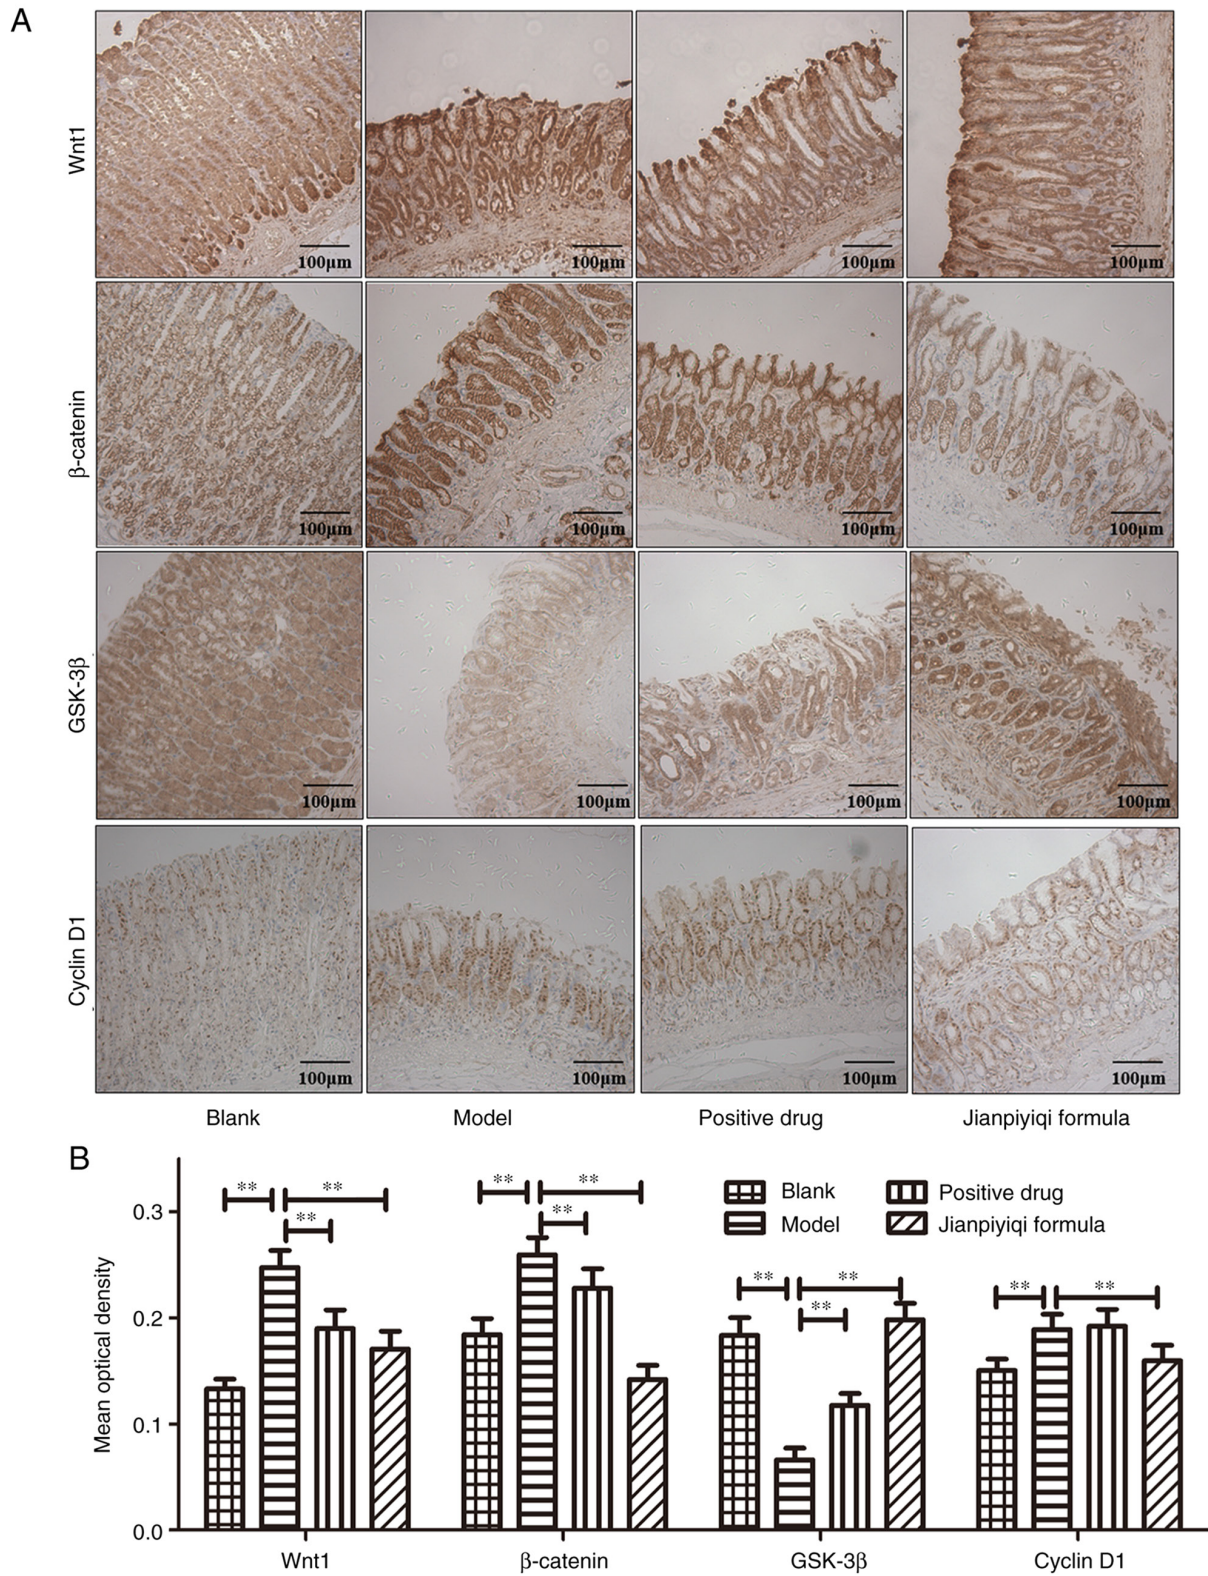 A
Wnt1
100μm
100μm
100μm
100μm
β-catenin
100μm
100μm
100μm
100μm
GSK-3β
100μm
100μm
100μm
100μm
Cyclin D1
100μm
100μm
100μm
100μm
Blank
Model
Positive drug
Jianpiyiqi formula
B
Mean optical density
0.3
0.2
0.1
0.0
** ** **
** ** **
** ** **
** **
Blank
Positive drug
Model
Jianpiyiqi formula
Wnt1
β-catenin
GSK-3β
Cyclin D1